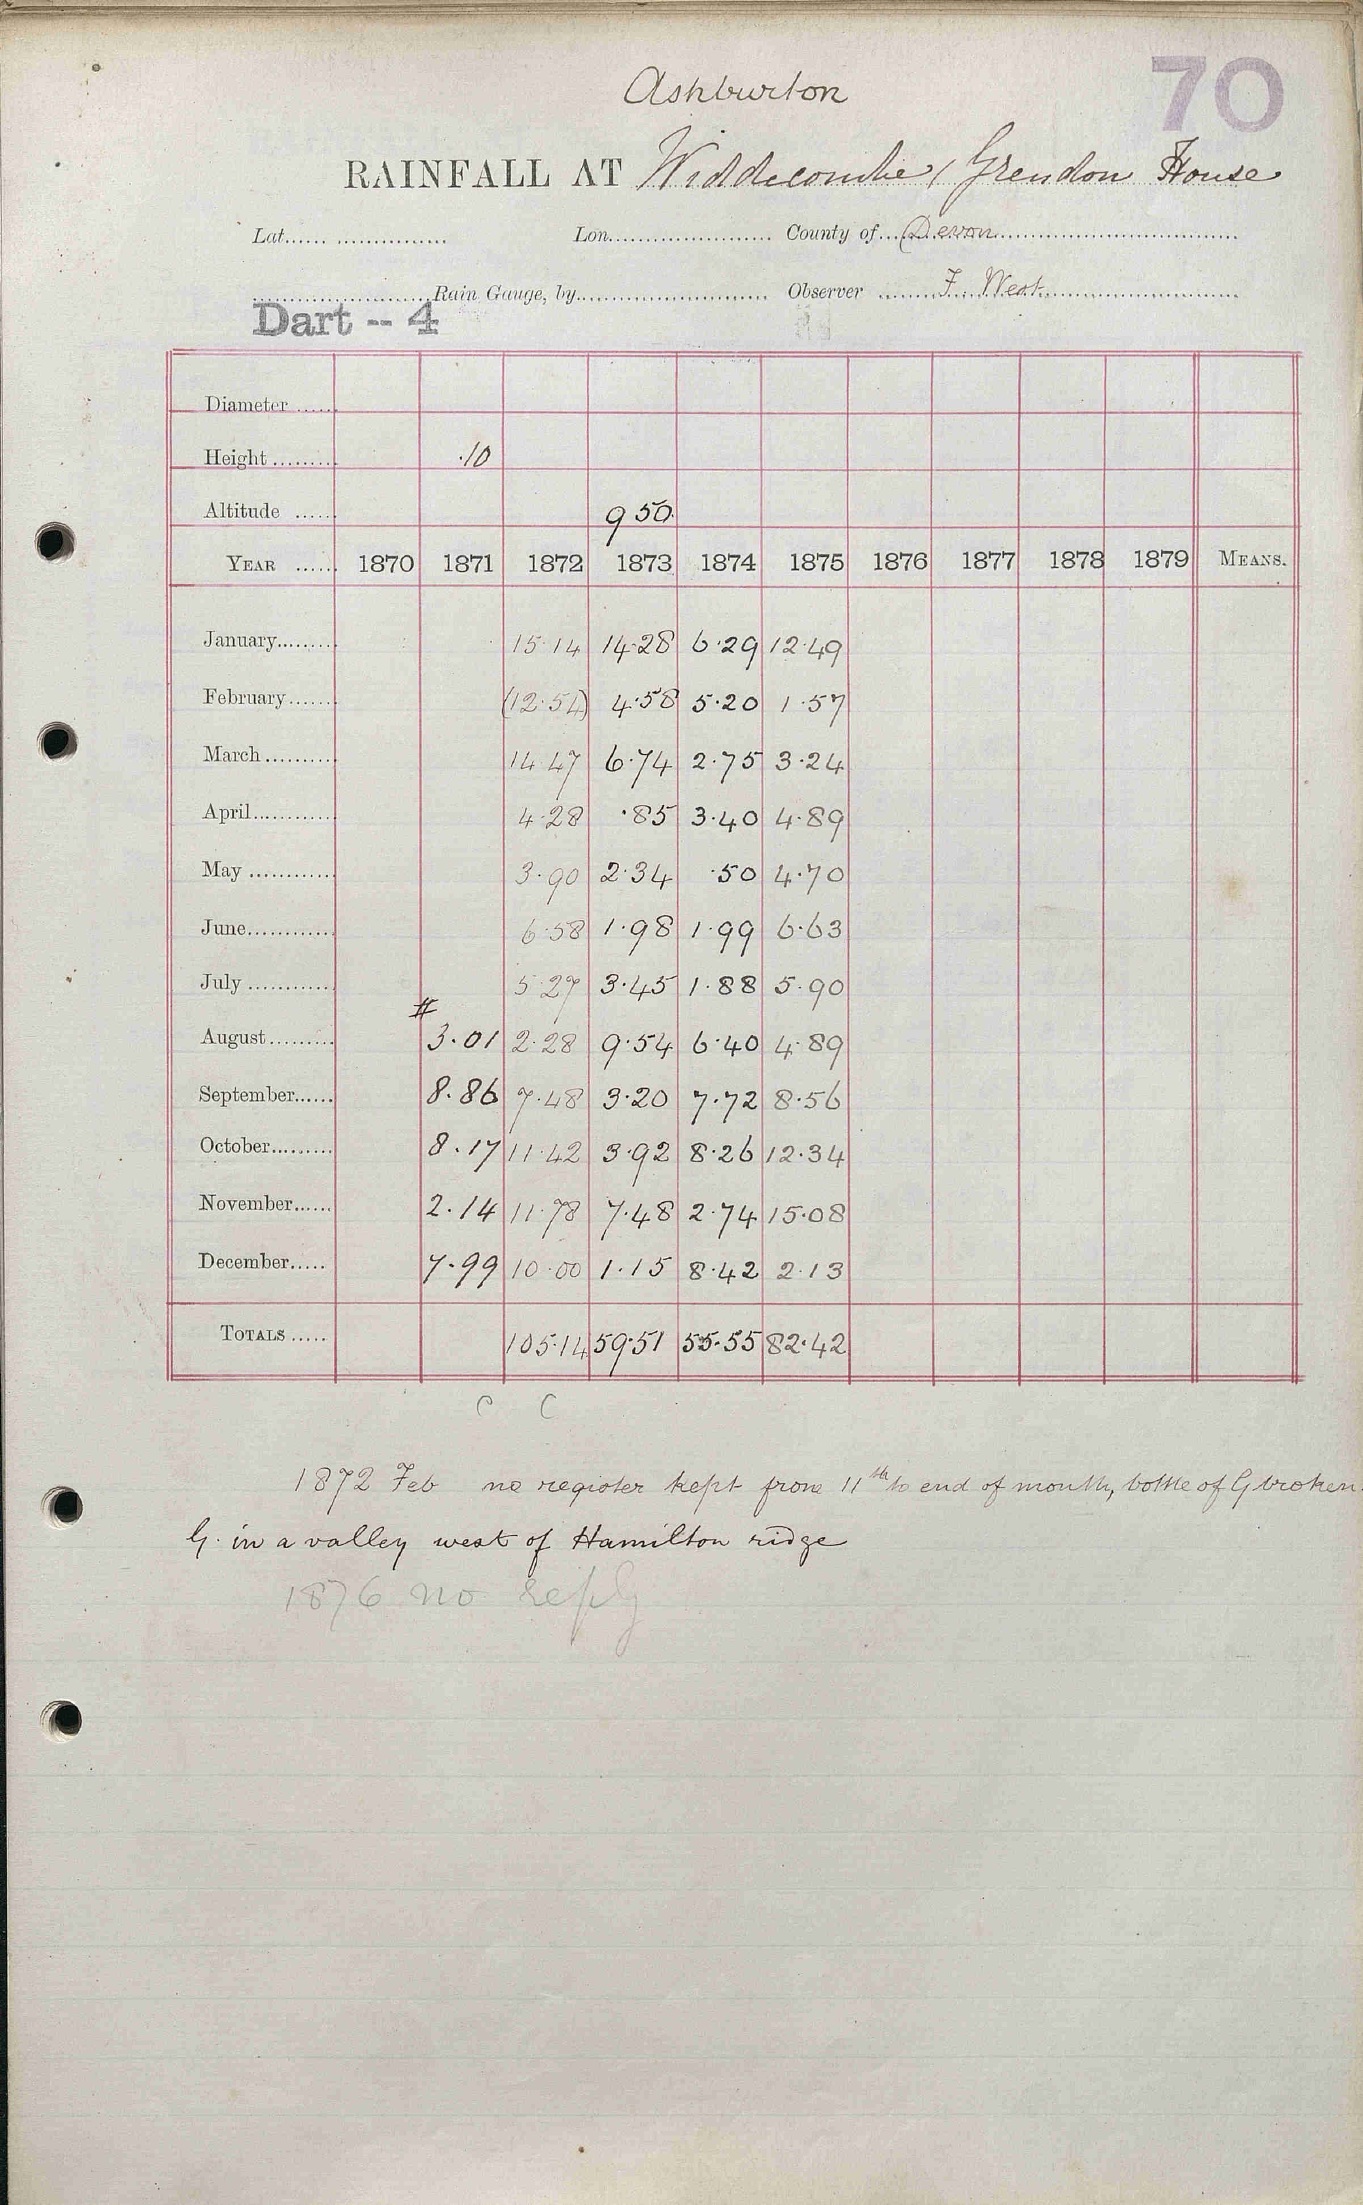 70
Ashburton
RAINFALL AT Widdecombe, Grendon House
Lat. Lon. County of Devon
Rain Gauge, by Observer F. West
Dart -- 4
Diameter
Height .10
Altitude 950
YEAR 1870 1871 1872 1873 1874 1875 1876 1877 1878 1879 MEANS.
January 15.14 14.28 6.29 12.49
February (12.54) 4.58 5.20 1.57
March 14.47 6.74 2.75 3.24
April 4.28 .85 3.40 4.89
May 3.90 2.34 .50 4.70
June 6.58 1.98 1.99 6.63
July 5.27 3.45 1.88 5.90
#
August 3.01 2.28 9.54 6.40 4.89
September 8.86 7.48 3.20 7.72 8.56
October 8.17 11.42 3.92 8.26 12.34
November 2.14 11.78 7.48 2.74 15.08
December 7.99 10.00 1.15 8.42 2.13
TOTALS 105.14 59.51 55.55 82.42
C C
1872 Feb no register kept from 11th to end of month, bottle of G broken.
G. in a valley west of Hamilton ridge
1876 no reply